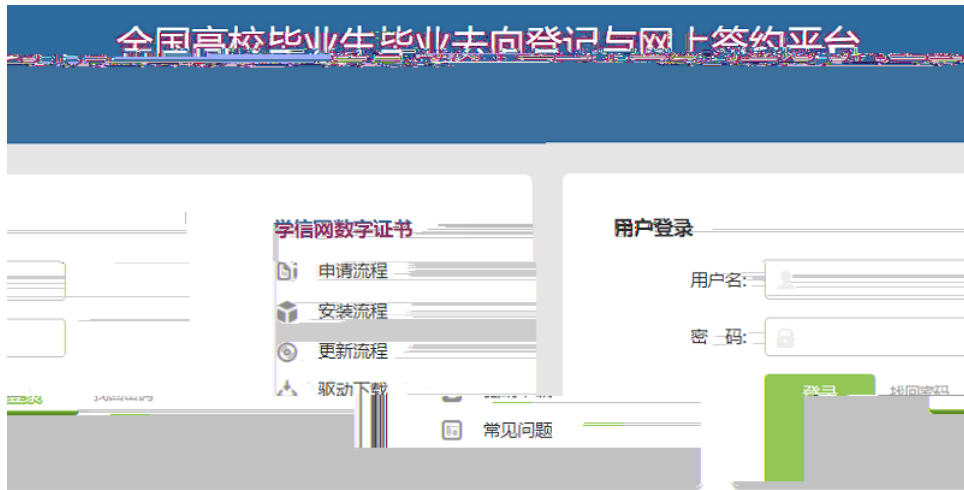 全国高校毕业生毕业去向登记与网上签约平台
学信网数字证书
申请流程
安装流程
更新流程
驱动下载
常见问题
用户登录
用户名:
密 码:
登录
找回密码